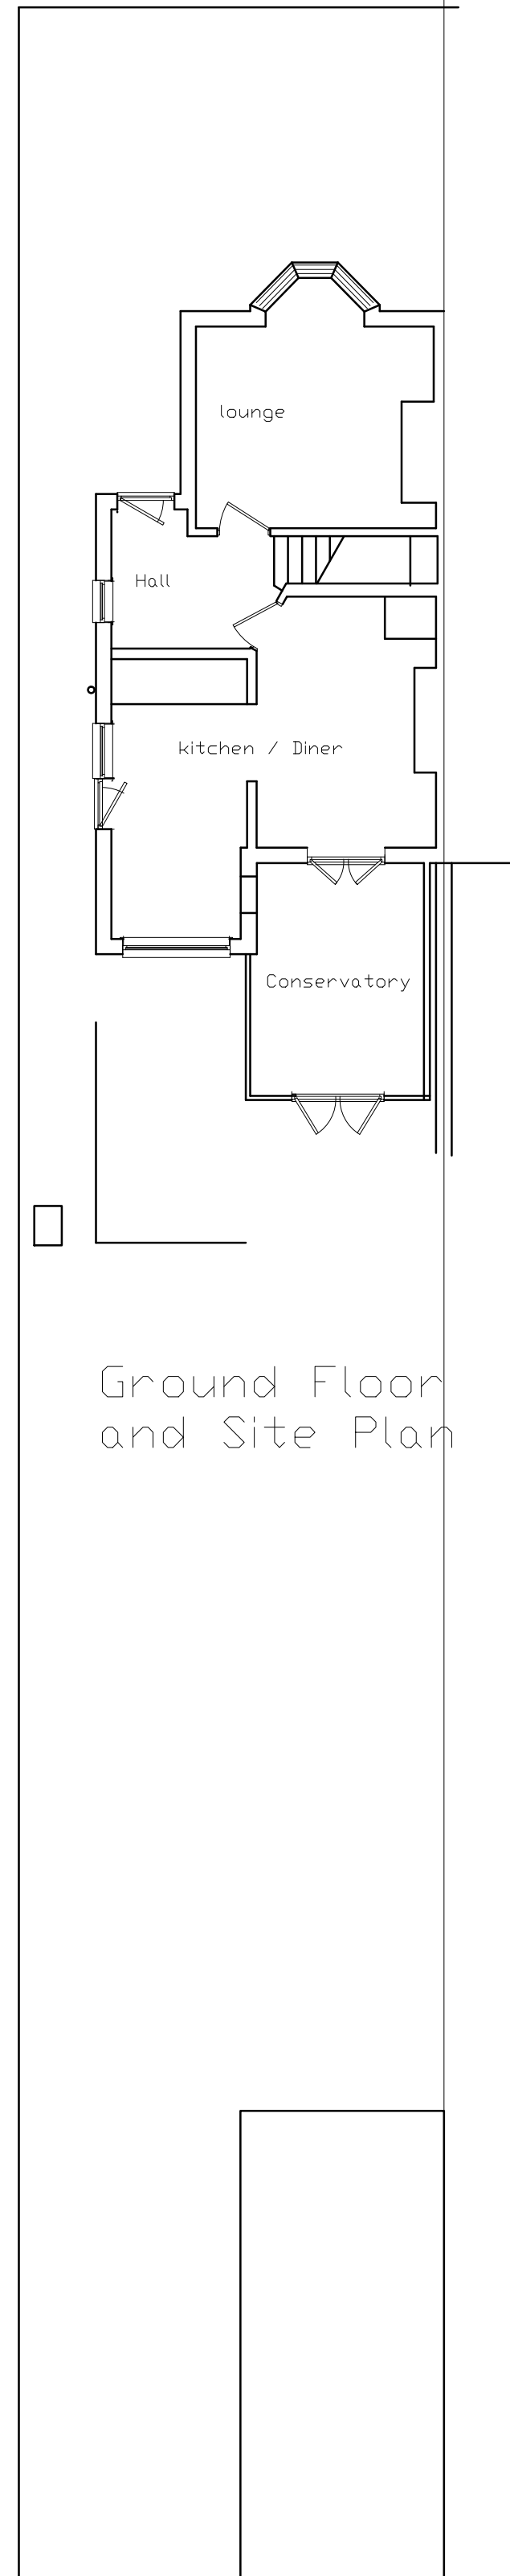 lounge
Hall
kitchen / Diner
Conservatory
Ground Floor
and Site Plan